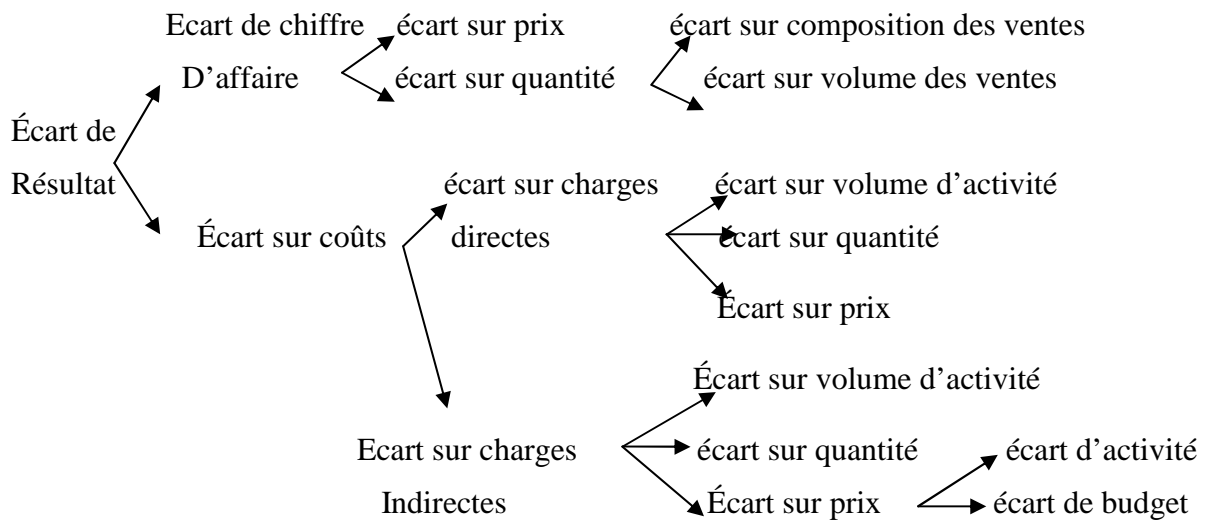 Ecart de chiffre écart sur prix écart sur composition des ventes
D’affaire écart sur quantité écart sur volume des ventes
Écart de
Résultat écart sur charges écart sur volume d’activité
Écart sur coûts directes écart sur quantité
Écart sur prix
Écart sur volume d’activité
Ecart sur charges écart sur quantité écart d’activité
Indirectes Écart sur prix écart de budget